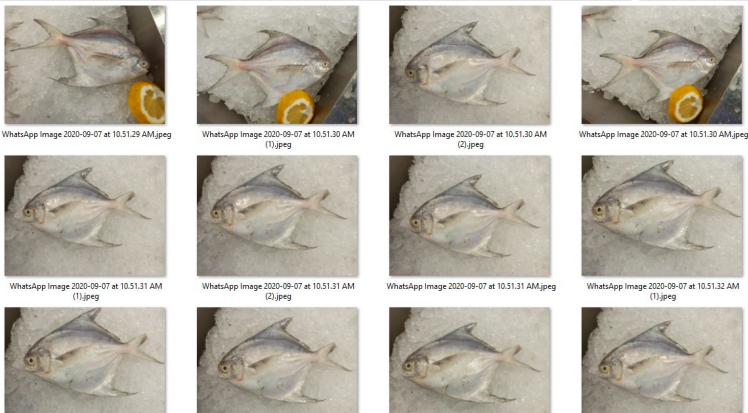 WhatsApp Image 2020-09-07 at 10.51.29 AM.jpeg
WhatsApp Image 2020-09-07 at 10.51.30 AM
(1).jpeg
WhatsApp Image 2020-09-07 at 10.51.30 AM
(2).jpeg
WhatsApp Image 2020-09-07 at 10.51.30 AM.jpeg
WhatsApp Image 2020-09-07 at 10.51.31 AM
(1).jpeg
WhatsApp Image 2020-09-07 at 10.51.31 AM
(2).jpeg
WhatsApp Image 2020-09-07 at 10.51.31 AM.jpeg
WhatsApp Image 2020-09-07 at 10.51.32 AM
(1).jpeg